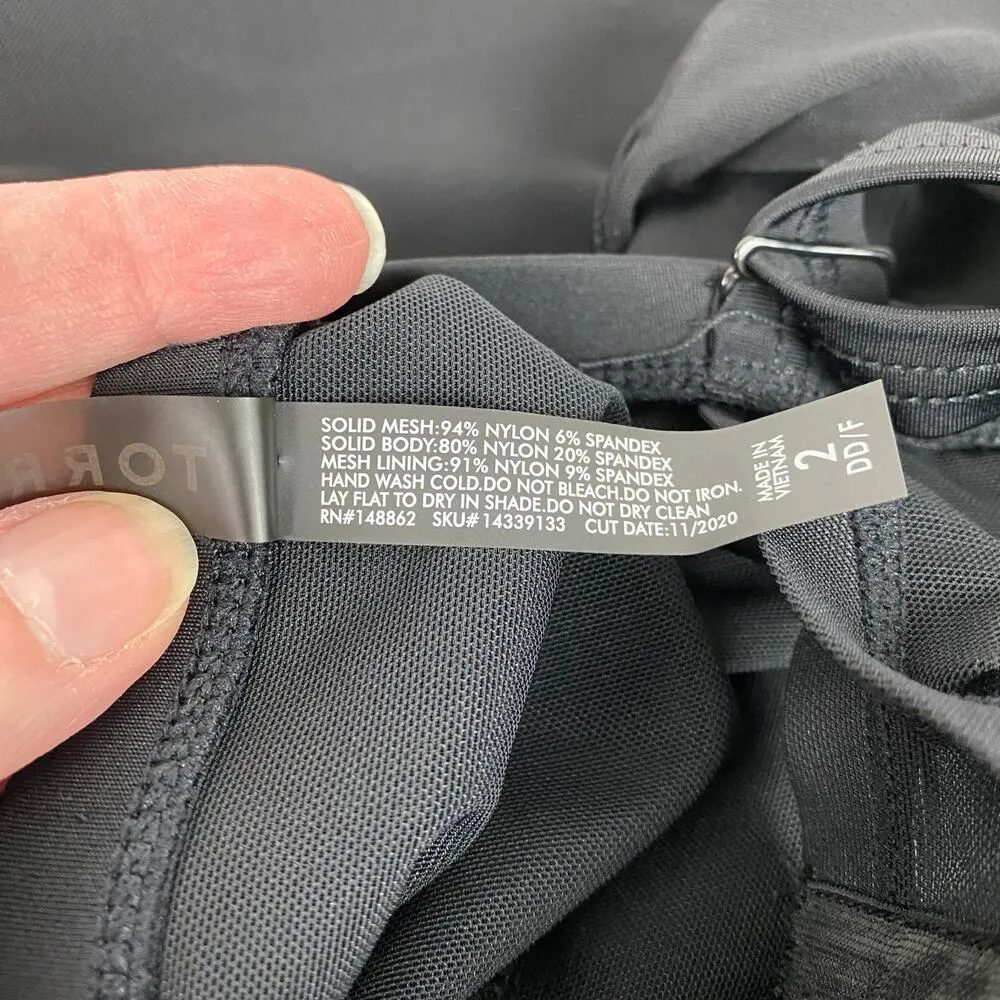 SOLID MESH:94% NYLON 6% SPANDEX
SOLID BODY:80% NYLON 20% SPANDEX
MESH LINING:91% NYLON 9% SPANDEX
HAND WASH COLD.DO NOT BLEACH.DO NOT IRON.
LAY FLAT TO DRY IN SHADE.DO NOT DRY CLEAN
RN#148862 SKU#14339133 CUT DATE:11/2020
MADE IN
VIETNAM
2
DD/F